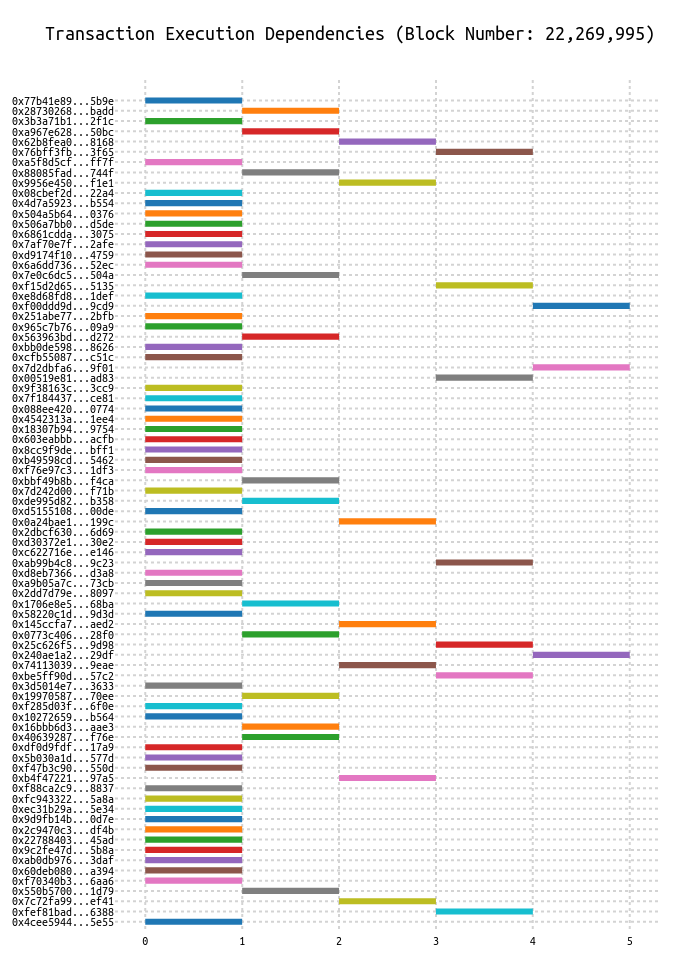 Transaction Execution Dependencies (Block Number: 22,269,995)
0x77b41e89...5b9e
0x28730268...badd
0x3b3a71b1...2f1c
0xa967e628...50bc
0x62b8fea0...8168
0x76bff3fb...3f65
0xa5f8d5cf...ff7f
0x88085fad...744f
0x9956e450...f1e1
0x08cbef2d...22a4
0x4d7a5923...b554
0x504a5b64...0376
0x506a7bb0...d5de
0x6861cdda...3075
0x7af70e7f...2afe
0xd9174f10...4759
0x6a6dd736...52ec
0x7e0c6dc5...504a
0xf15d2d65...5135
0xe8d68fd8...1def
0xf00ddd9d...9cd9
0x251abe77...2bfb
0x965c7b76...09a9
0x563963bd...d272
0xbb0de598...8626
0xcfb55087...c51c
0x7d2dbfa6...9f01
0x00519e81...ad83
0x9f38163c...3cc9
0x7f184437...ce81
0x088ee420...0774
0x4542313a...1ee4
0x18307b94...9754
0x603eabbb...acfb
0x8cc9f9de...bff1
0xb49598cd...5462
0xf76e97c3...1df3
0xbbf49b8b...f4ca
0x7d242d00...f71b
0xde995d82...b358
0xd5155108...00de
0x0a24bae1...199c
0x2dbcf630...6d69
0xd30372e1...30e2
0xc622716e...e146
0xab99b4c8...9c23
0xd8eb7366...d3a8
0xa9b05a7c...73cb
0x2dd7d79e...8097
0x1706e8e5...68ba
0x58220c1d...9d3d
0x145ccfa7...aed2
0x0773c406...28f0
0x25c626f5...9d98
0x240ae1a2...29df
0x74113039...9eae
0xbe5ff90d...57c2
0x3d5014e7...3633
0x19970587...70ee
0xf285d03f...6f0e
0x10272659...b564
0x16bbb6d3...aae3
0x40639287...f76e
0xdf0d9fdf...17a9
0x5b030a1d...577d
0xf47b3c90...550d
0xb4f47221...97a5
0xf88ca2c9...8837
0xfc943322...5a8a
0xec31b29a...5e34
0x9d9fb14b...0d7e
0x2c9470c3...df4b
0x22788403...45ad
0x9c2fe47d...5b8a
0xab0db976...3daf
0x60deb080...a394
0xf70340b3...6aa6
0x550b5700...1d79
0x7c72fa99...ef41
0xfef81bad...6388
0x4cee5944...5e55
0 1 2 3 4 5